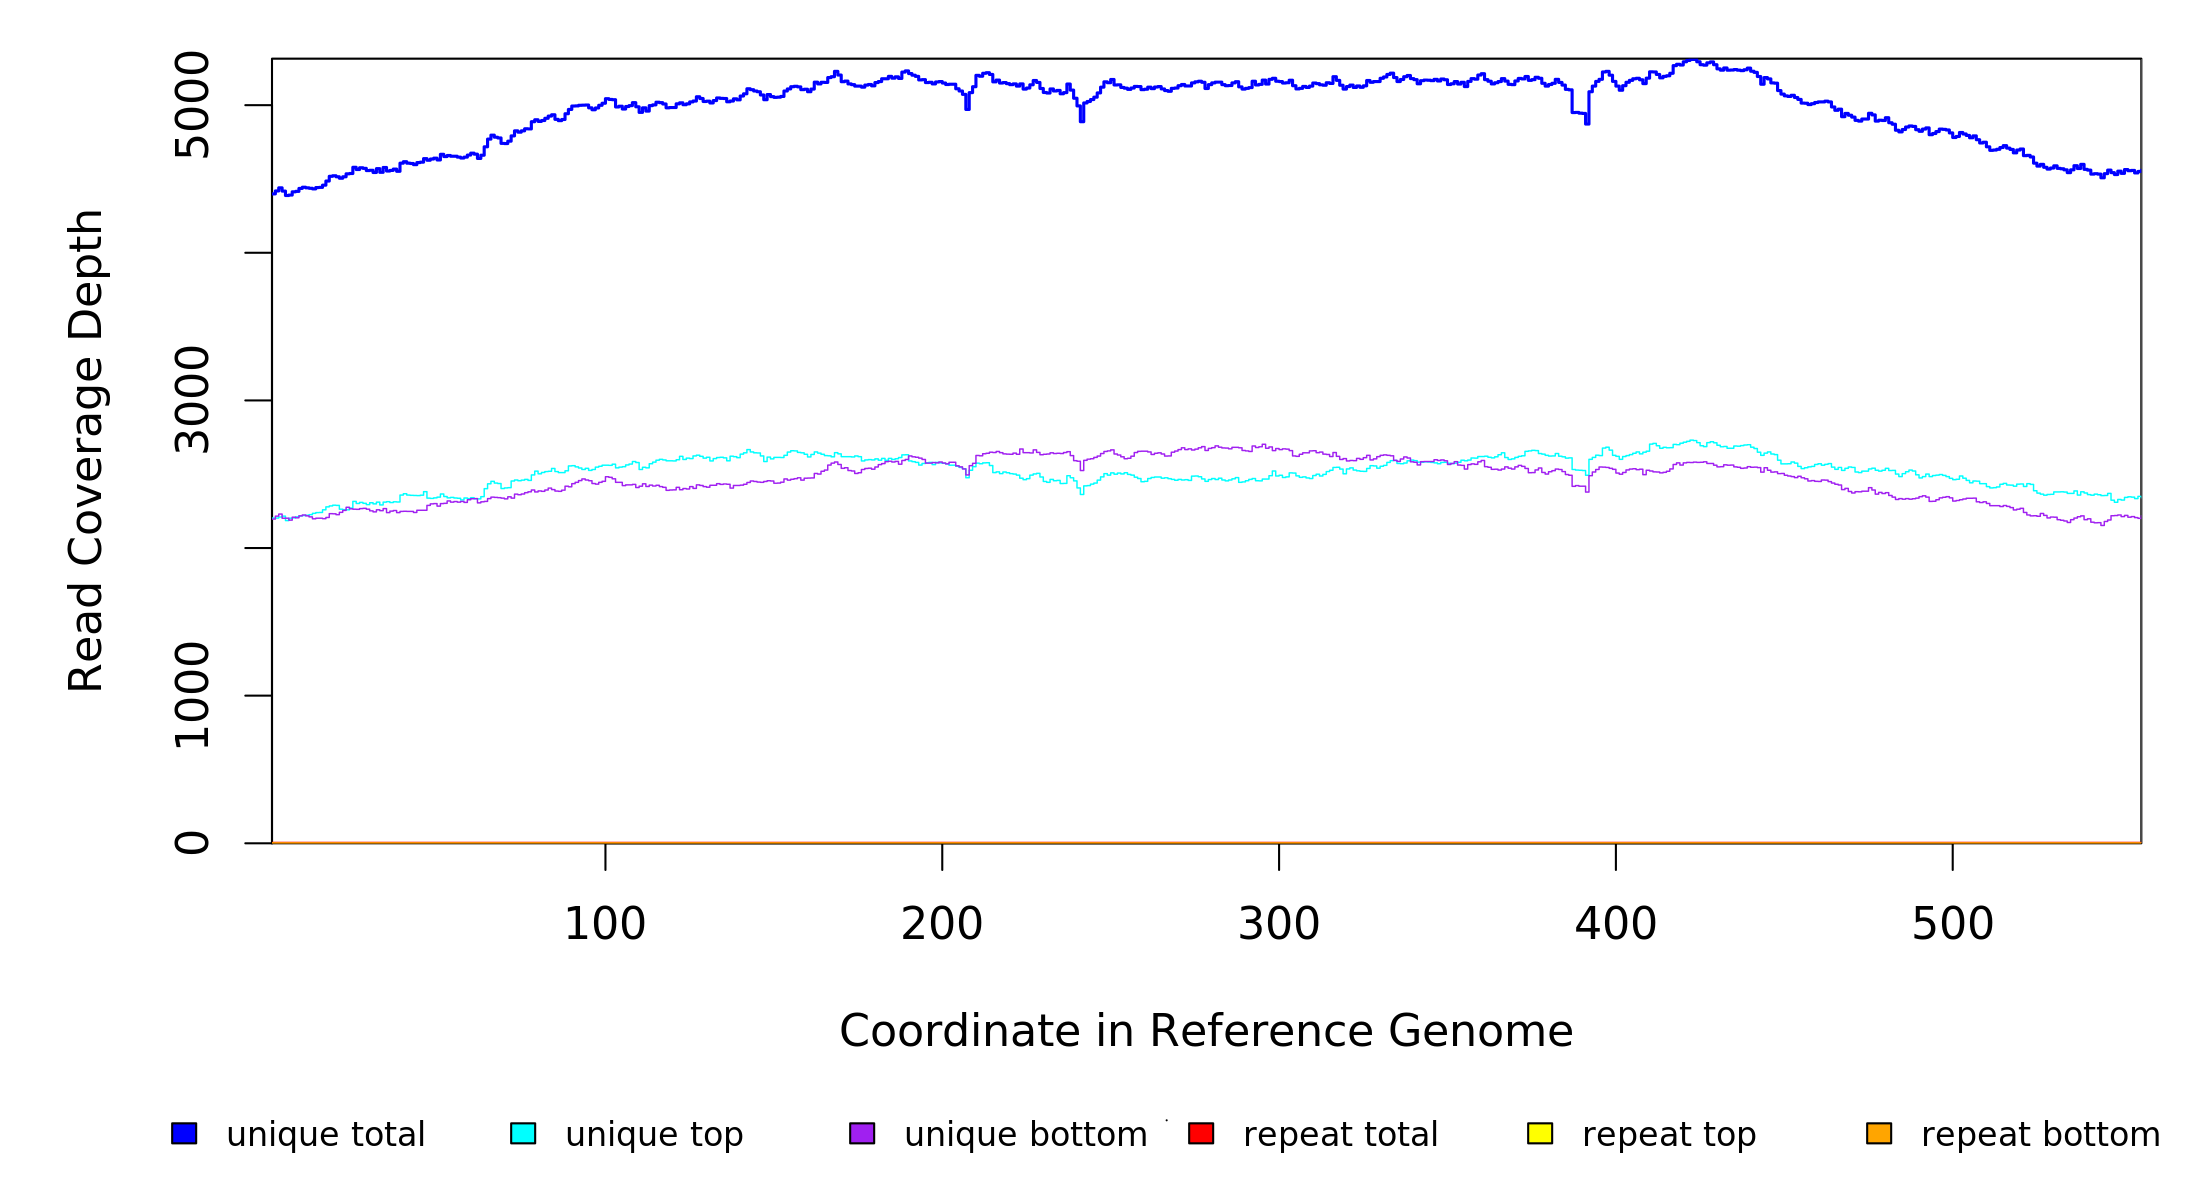 Read Coverage Depth
5000
3000
1000
0
100 200 300 400 500
Coordinate in Reference Genome
unique total unique top unique bottom repeat total repeat top repeat bottom